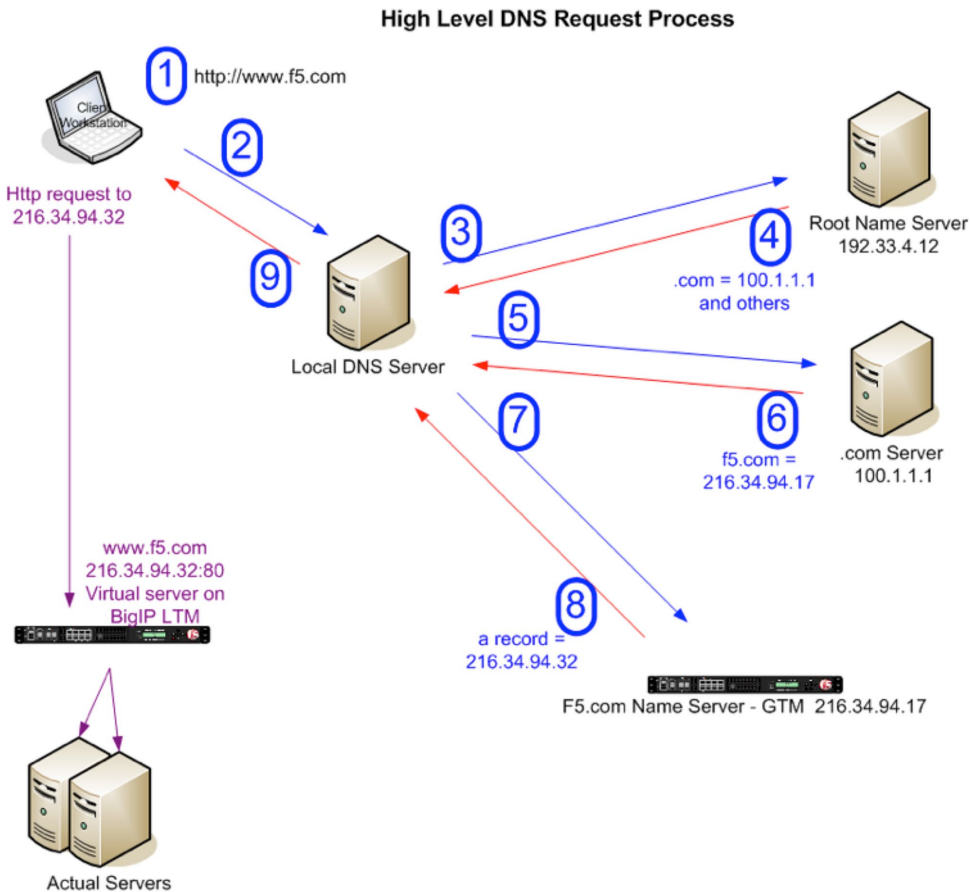 High Level DNS Request Process
1
http://www.f5.com
Client
Workstation
2
Http request to
216.34.94.32
3
Root Name Server
192.33.4.12
4
.com = 100.1.1.1
and others
9
5
Local DNS Server
7
6
f5.com =
216.34.94.17
.com Server
100.1.1.1
www.f5.com
216.34.94.32:80
Virtual server on
BigIP LTM
f5
8
a record =
216.34.94.32
f5
F5.com Name Server - GTM 216.34.94.17
Actual Servers